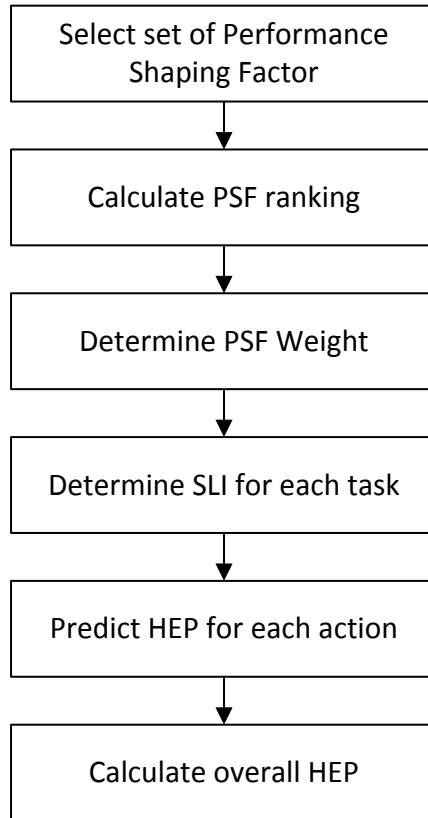 Select set of Performance
Shaping Factor
Calculate PSF ranking
Determine PSF Weight
Determine SLI for each task
Predict HEP for each action
Calculate overall HEP